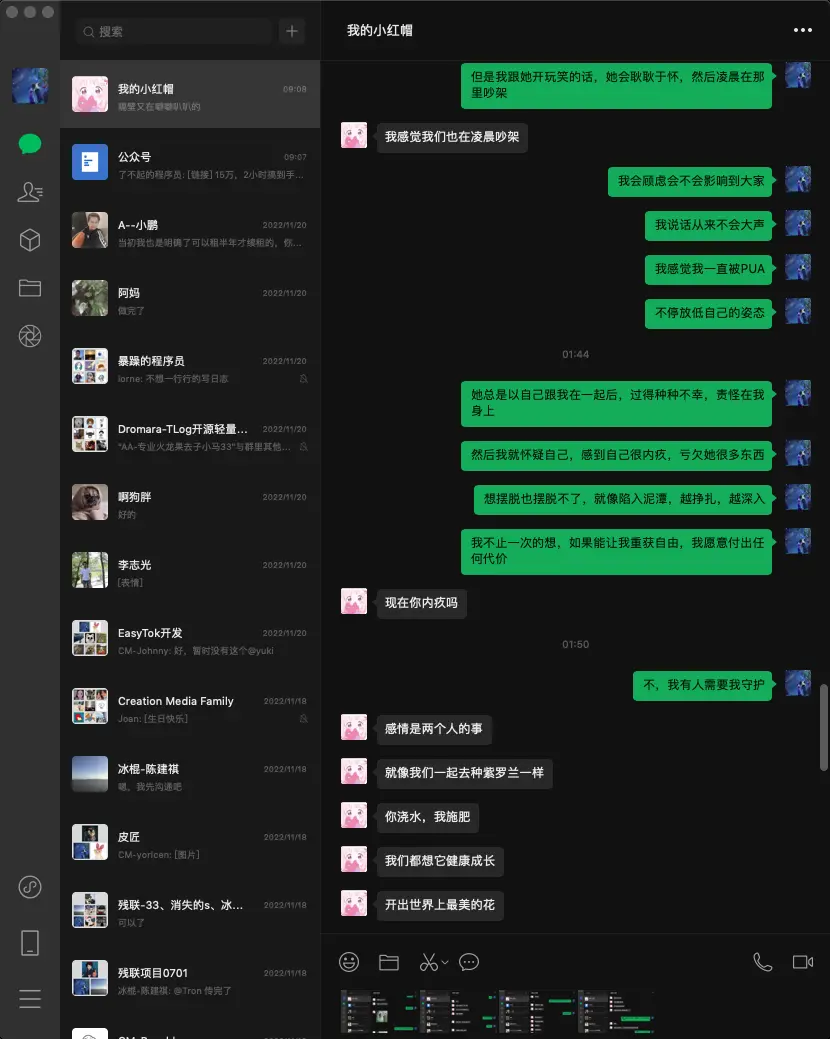 搜索
我的小红帽
09:08
隔壁又在噼噼叭叭的
公众号
09:07
了不起的程序员: [链接] 15万，2小时搞到手...
A--小鹏
2022/11/20
当初我也是明确了可以租半年才续租的，你...
阿妈
2022/11/20
做完了
暴躁的程序员
2022/11/20
lorne: 不想一行行的写日志
Dromara-TLog开源轻量...
2022/11/20
"AA-专业火龙果去子小马33"与群里其他...
啊狗胖
2022/11/20
好的
李志光
2022/11/20
[表情]
EasyTok开发
2022/11/20
CM-Johnny: 好，暂时没有这个@yuki
Creation Media Family
2022/11/18
Joan: [生日快乐]
冰棍-陈建祺
2022/11/18
嗯，我先沟通吧
皮匠
2022/11/18
CM-yoricen: [图片]
残联-33、消失的s、冰...
2022/11/18
可以了
残联项目0701
2022/11/18
冰棍-陈建祺: @Tron 传完了
我的小红帽
但是我跟她开玩笑的话，她会耿耿于怀，然后凌晨在那
里吵架
我感觉我们也在凌晨吵架
我会顾虑会不会影响到大家
我说话从来不会大声
我感觉我一直被PUA
不停放低自己的姿态
01:44
她总是以自己跟我在一起后，过得种种不幸，责怪在我
身上
然后我就怀疑自己，感到自己很内疚，亏欠她很多东西
想摆脱也摆脱不了，就像陷入泥潭，越挣扎，越深入
我不止一次的想，如果能让我重获自由，我愿意付出任
何代价
现在你内疚吗
01:50
不，我有人需要我守护
感情是两个人的事
就像我们一起去种紫罗兰一样
你浇水，我施肥
我们都想它健康成长
开出世界上最美的花